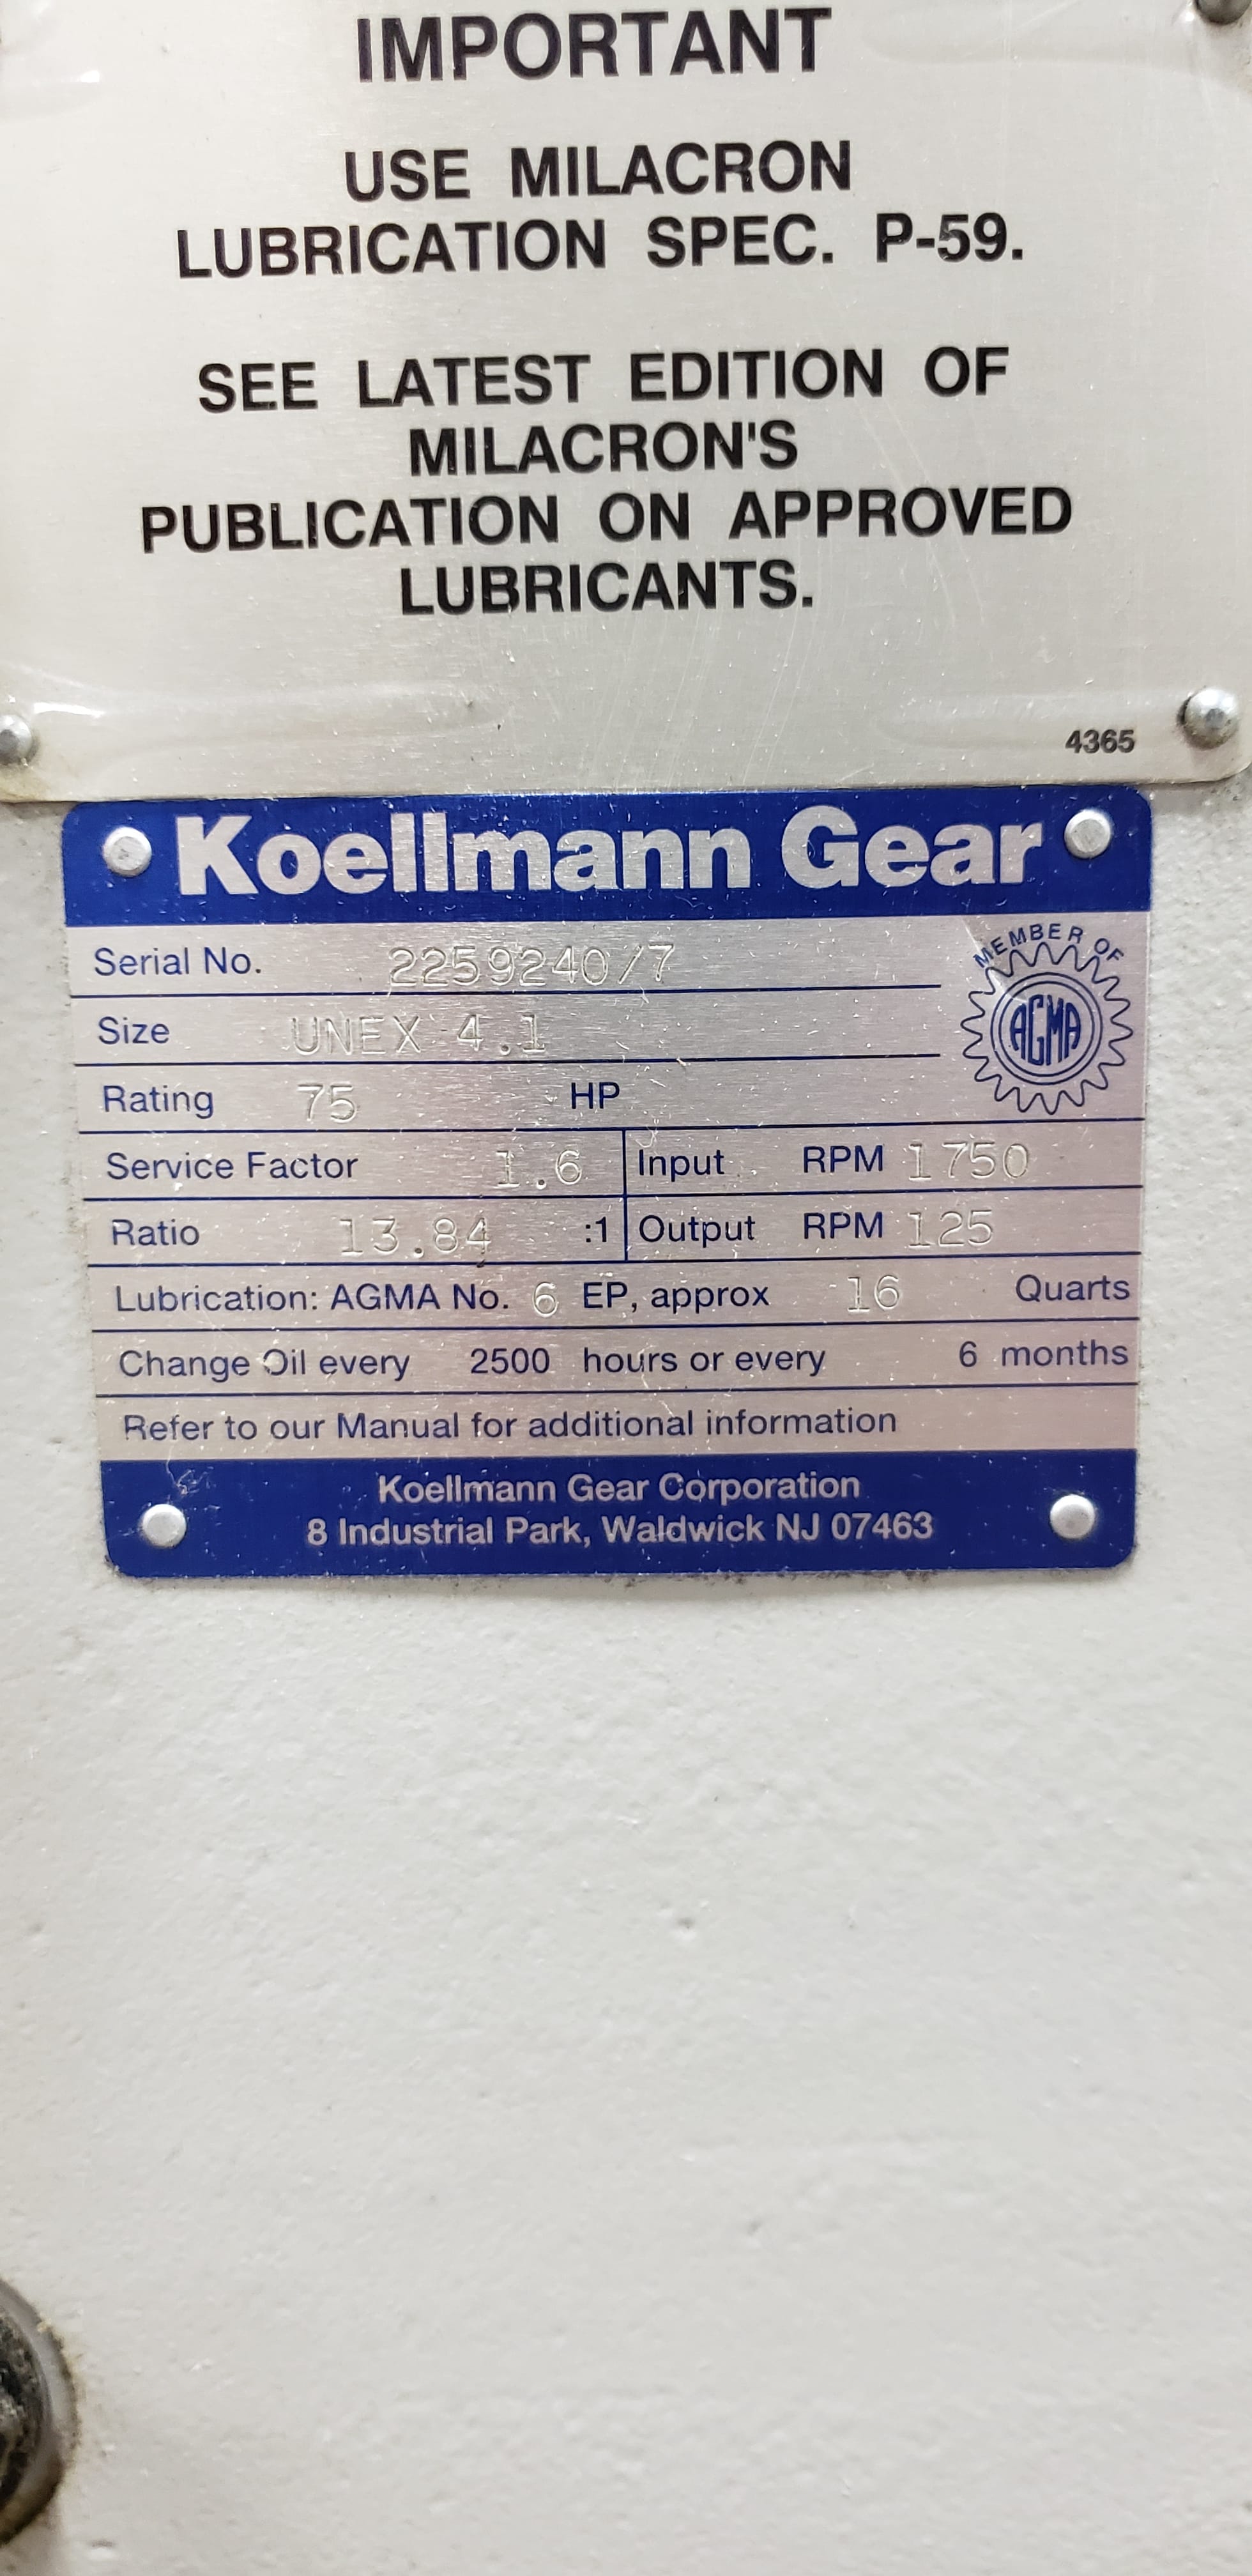 IMPORTANT
USE MILACRON
LUBRICATION SPEC. P-59.
SEE LATEST EDITION OF
MILACRON'S
PUBLICATION ON APPROVED
LUBRICANTS.
4365
Koellmann Gear
Serial No. 2259240/7
MEMBER OF
AGMA
Size UNEX 4.1
Rating 75 HP
Service Factor 1.6 Input RPM 1750
Ratio 13.84 :1 Output RPM 125
Lubrication: AGMA No. 6 EP, approx 16 Quarts
Change Oil every 2500 hours or every 6 months
Refer to our Manual for additional information
Koellmann Gear Corporation
8 Industrial Park, Waldwick NJ 07463